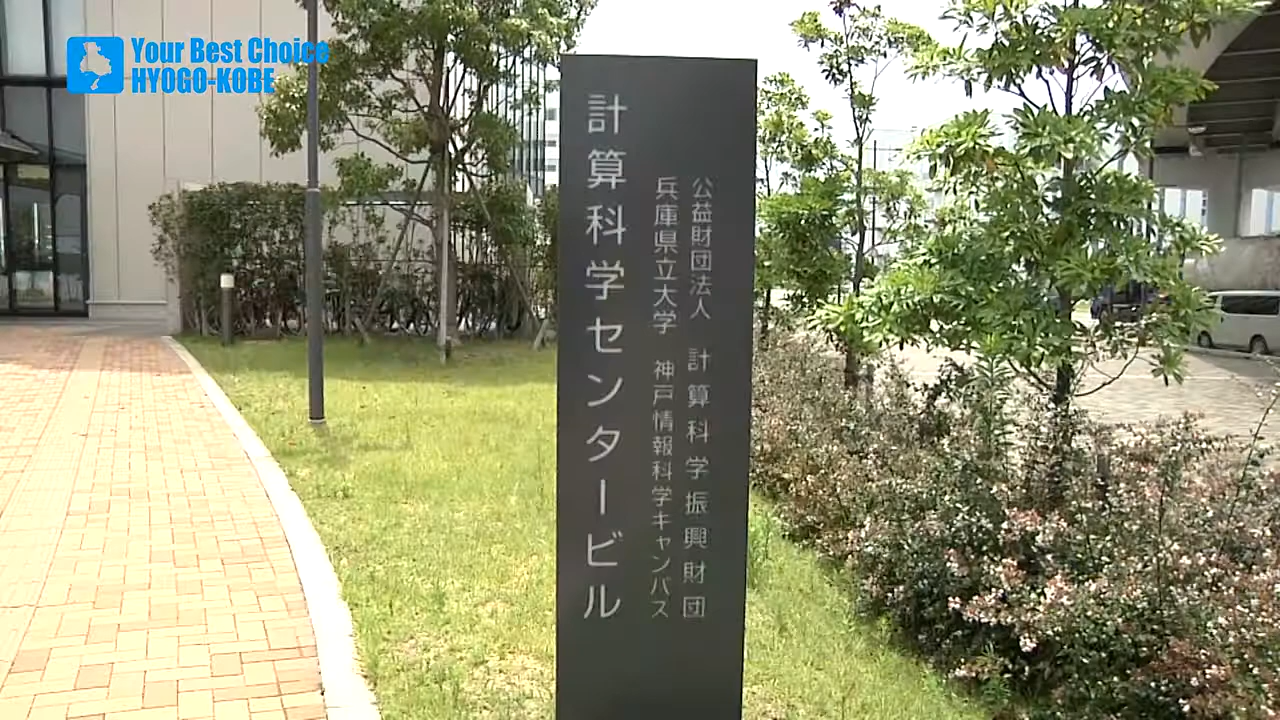 Your Best Choice
HYOGO-KOBE
公益財団法人 計算科学振興財団
兵庫県立大学 神戸情報科学キャンパス
計算科学センタービル